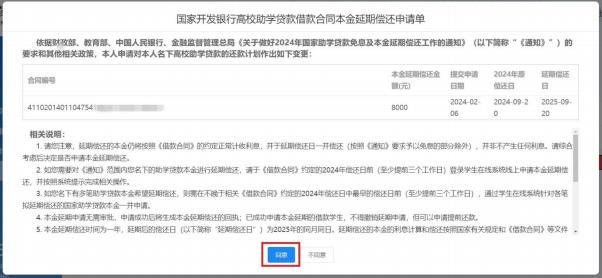 国家开发银行高校助学贷款借款合同本金延期偿还申请单
依据财政部、教育部、中国人民银行、金融监督管理总局《关于做好2024年国家助学贷款免息及本金延期偿还工作的通知》（以下简称“《通知》”）的
要求和其他相关政策，本人申请对本人名下高校助学贷款的还款计划作出如下变更：
合同编号 本金延期偿还金额(元) 提交申请日期 2024年原偿还日 延期偿还日
4110201401104754 8000 2024-02-06 2024-09-20 2025-09-20
相关说明：
1. 请您注意，延期偿还的本金仍将按照《借款合同》的约定正常计收利息，并于延期偿还日一并偿还（按照《通知》要求予以免息的部分除外），并非不产生任何利息。请综合
考虑后决定是否申请本金延期偿还。
2. 如您需要对《通知》范围内您名下的助学贷款本金进行延期偿还，请于《借款合同》约定的2024年偿还日前（至少提前三个工作日）登录学生在线系统线上申请本金延期偿
还，并按照系统提示完成相关操作。
3. 如您名下有多笔助学贷款本金希望延期偿还，则需在不晚于相关《借款合同》约定的2024年偿还日中最早的偿还日前（至少提前三个工作日），通过学生在线系统针对各笔
拟延期偿还的国家助学贷款本金一并申请。
4. 本金延期申请无需审批，申请成功后将生成本金延期偿还的回执；已成功申请本金延期的借款学生，不得撤销延期申请，但可以申请提前还款。
5. 本金延期偿还时间为一年，延期后的偿还日（以下简称“延期偿还日”）为2025年的同月同日。延期偿还的本金的利息计算和偿还按照国家有关规定和《借款合同》等文件
同意 不同意